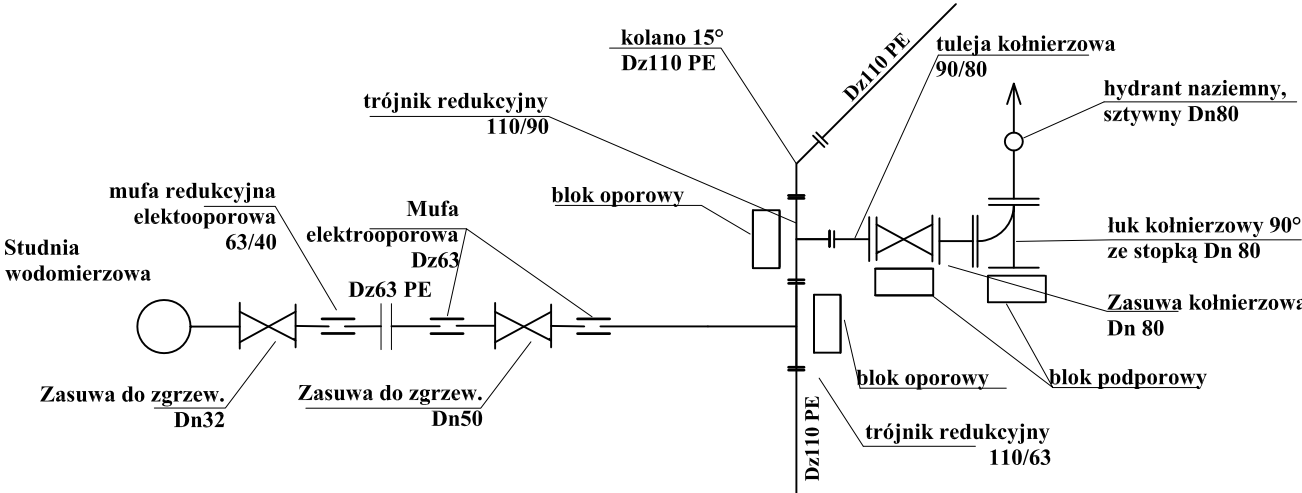 kolano 15°
Dz110 PE
Dz110 PE
tuleja kołnierzowa
90/80
hydrant naziemny,
sztywny Dn80
trójnik redukcyjny
110/90
mufa redukcyjna
elektooporowa
63/40
Mufa
elektrooporowa
Dz63
blok oporowy
łuk kołnierzowy 90°
ze stopką Dn 80
Studnia
wodomierzowa
Dz63 PE
Zasuwa kołnierzowa
Dn 80
Zasuwa do zgrzew.
Dn32
Zasuwa do zgrzew.
Dn50
blok oporowy
blok podporowy
Dz110 PE
trójnik redukcyjny
110/63